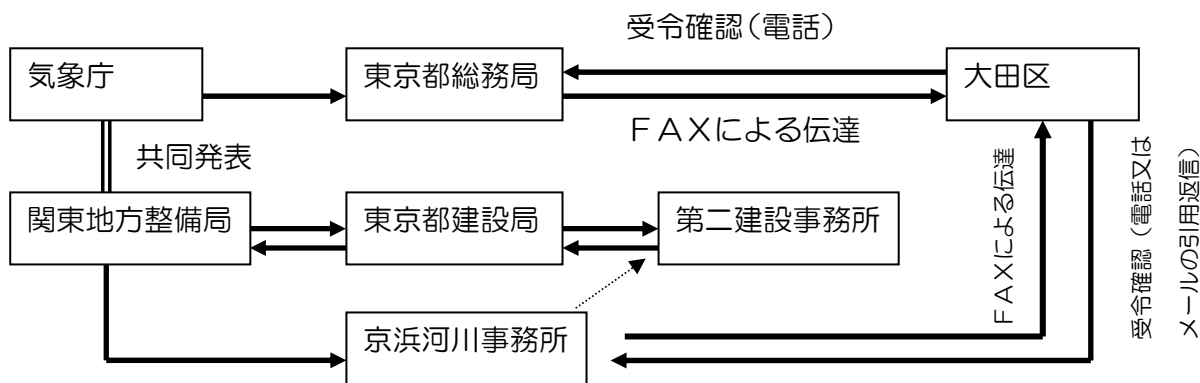 受令確認(電話)
気象庁
東京都総務局
大田区
FAXによる伝達
共同発表
関東地方整備局
東京都建設局
第二建設事務所
FAXによる伝達
受令確認(電話又は
メールの引用返信)
京浜河川事務所